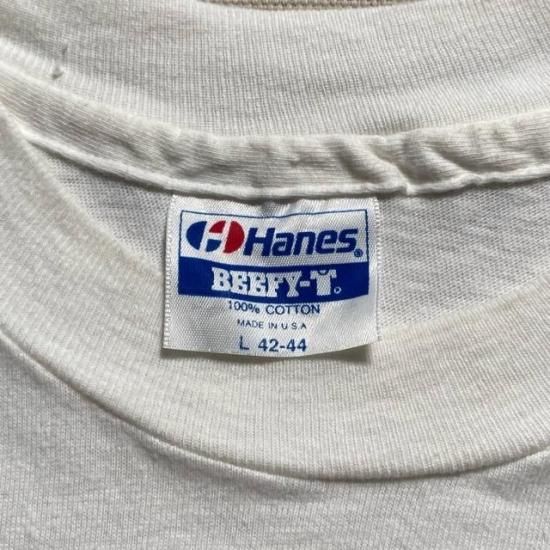 Hanes®
BEEFY-T®
100% COTTON
MADE IN U.S.A
L 42-44